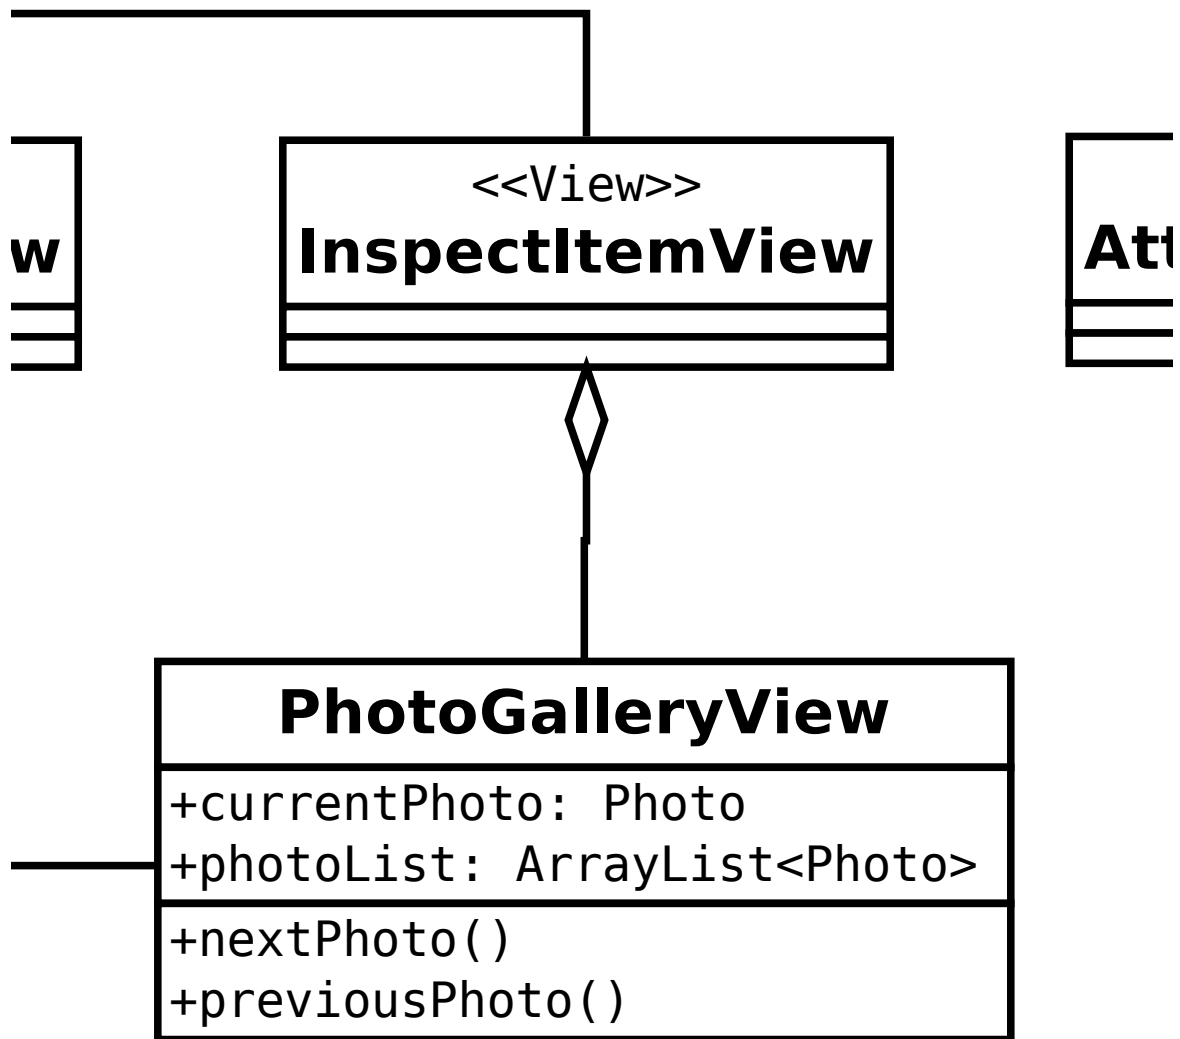 <<View>>
InspectItemView
w
Att
PhotoGalleryView
+currentPhoto: Photo
+photoList: ArrayList<Photo>
+nextPhoto()
+previousPhoto()